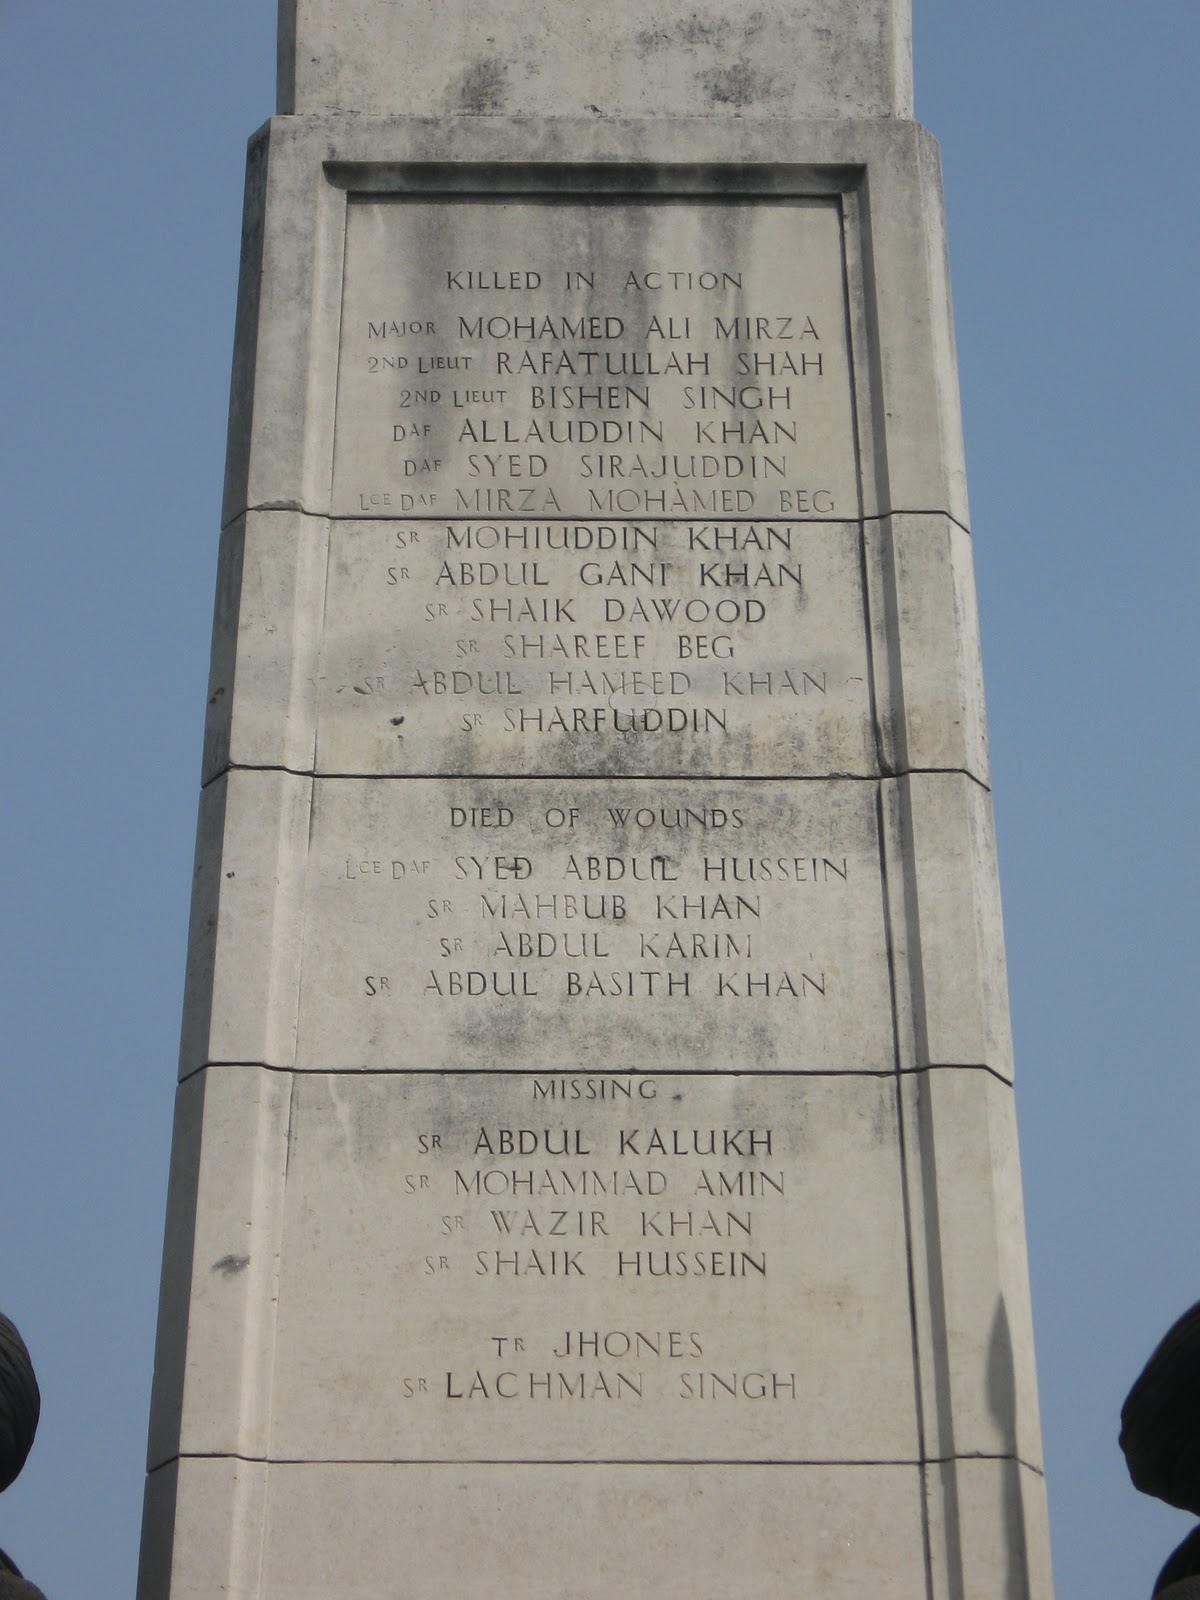 KILLED IN ACTION
MAJOR MOHAMED ALI MIRZA
2ND LIEUT RAFATULLAH SHAH
2ND LIEUT BISHEN SINGH
DAF ALLAUDDIN KHAN
DAF SYED SIRAJUDDIN
LCE DAF MIRZA MOHAMED BEG
SR MOHIUDDIN KHAN
SR ABDUL GANI KHAN
SR SHAIK DAWOOD
SR SHAREEF BEG
SR ABDUL HAMEED KHAN
SR SHARFUDDIN
DIED OF WOUNDS
LCE DAF SYED ABDUL HUSSEIN
SR MAHBUB KHAN
SR ABDUL KARIM
SR ABDUL BASITH KHAN
MISSING
SR ABDUL KALUKH
SR MOHAMMAD AMIN
SR WAZIR KHAN
SR SHAIK HUSSEIN
TR JHONES
SR LACHMAN SINGH